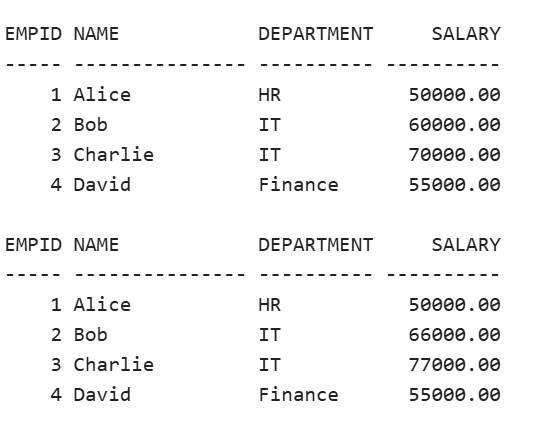 EMPID NAME            DEPARTMENT     SALARY
----- --------------- ---------- ----------
    1 Alice           HR           50000.00
    2 Bob             IT           60000.00
    3 Charlie         IT           70000.00
    4 David           Finance      55000.00

EMPID NAME            DEPARTMENT     SALARY
----- --------------- ---------- ----------
    1 Alice           HR           50000.00
    2 Bob             IT           66000.00
    3 Charlie         IT           77000.00
    4 David           Finance      55000.00